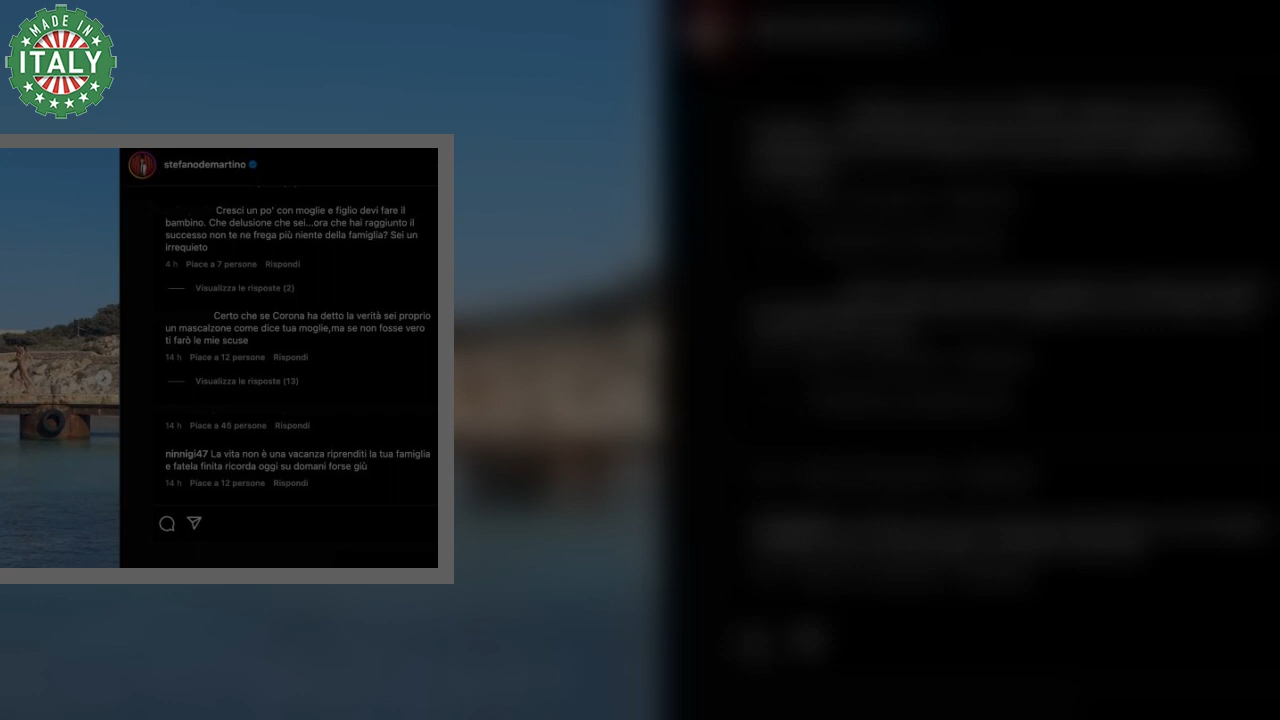 MADE IN
ITALY
stefanodemartino
Cresci un po' con moglie e figlio devi fare il
bambino. Che delusione che sei...ora che hai raggiunto il
successo non te ne frega più niente della famiglia? Sei un
irrequieto
4 h Piace a 7 persone Rispondi
Visualizza le risposte (2)
Certo che se Corona ha detto la verità sei proprio
un mascalzone come dice tua moglie,ma se non fosse vero
ti farò le mie scuse
14 h Piace a 12 persone Rispondi
Visualizza le risposte (13)
14 h Piace a 45 persone Rispondi
ninnigi47 La vita non è una vacanza riprenditi la tua famiglia
e fatela finita ricorda oggi su domani forse giù
14 h Piace a 12 persone Rispondi